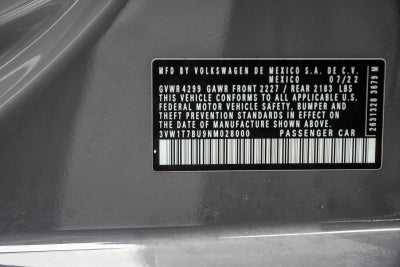 MFD BY VOLKSWAGEN DE MEXICO S.A. DE C.V.
MEXICO 07/22
GVWR 4299 GAWR FRONT 2227 / REAR 2183 LBS
THIS VEHICLE CONFORMS TO ALL APPLICABLE U.S.
FEDERAL MOTOR VEHICLE SAFETY, BUMPER AND
THEFT PREVENTION STANDARDS IN EFFECT ON
THE DATE OF MANUFACTURE SHOWN ABOVE
3VW1T7BU9NM028000 PASSENGER CAR
2631328 3679 M